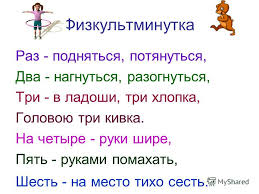 Физкультминутка
Раз - подняться, потянуться,
Два - нагнуться, разогнуться,
Три - в ладоши, три хлопка,
Головою три кивка.
На четыре - руки шире,
Пять - руками помахать,
Шесть - на место тихо сесть.
MyShared